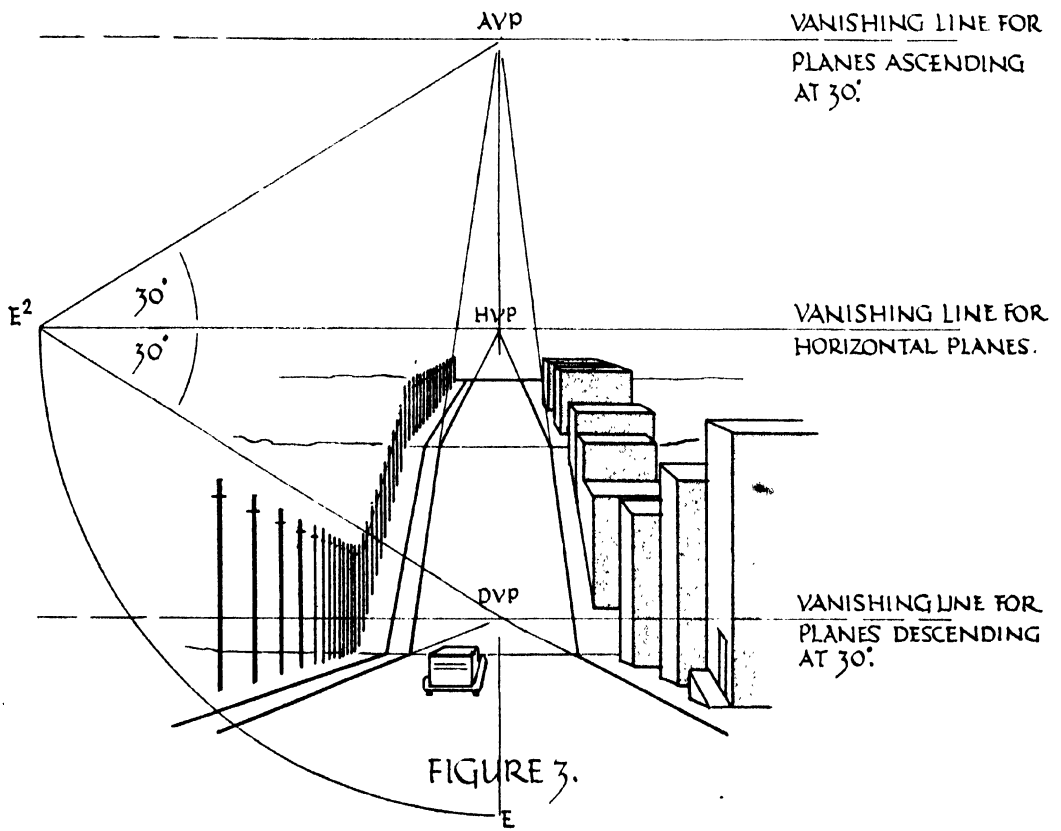 AVP
VANISHING LINE FOR
PLANES ASCENDING
AT 30°.
E²
30°
30°
HVP
VANISHING LINE FOR
HORIZONTAL PLANES.
DVP
VANISHING LINE FOR
PLANES DESCENDING
AT 30°.
FIGURE 3.
E